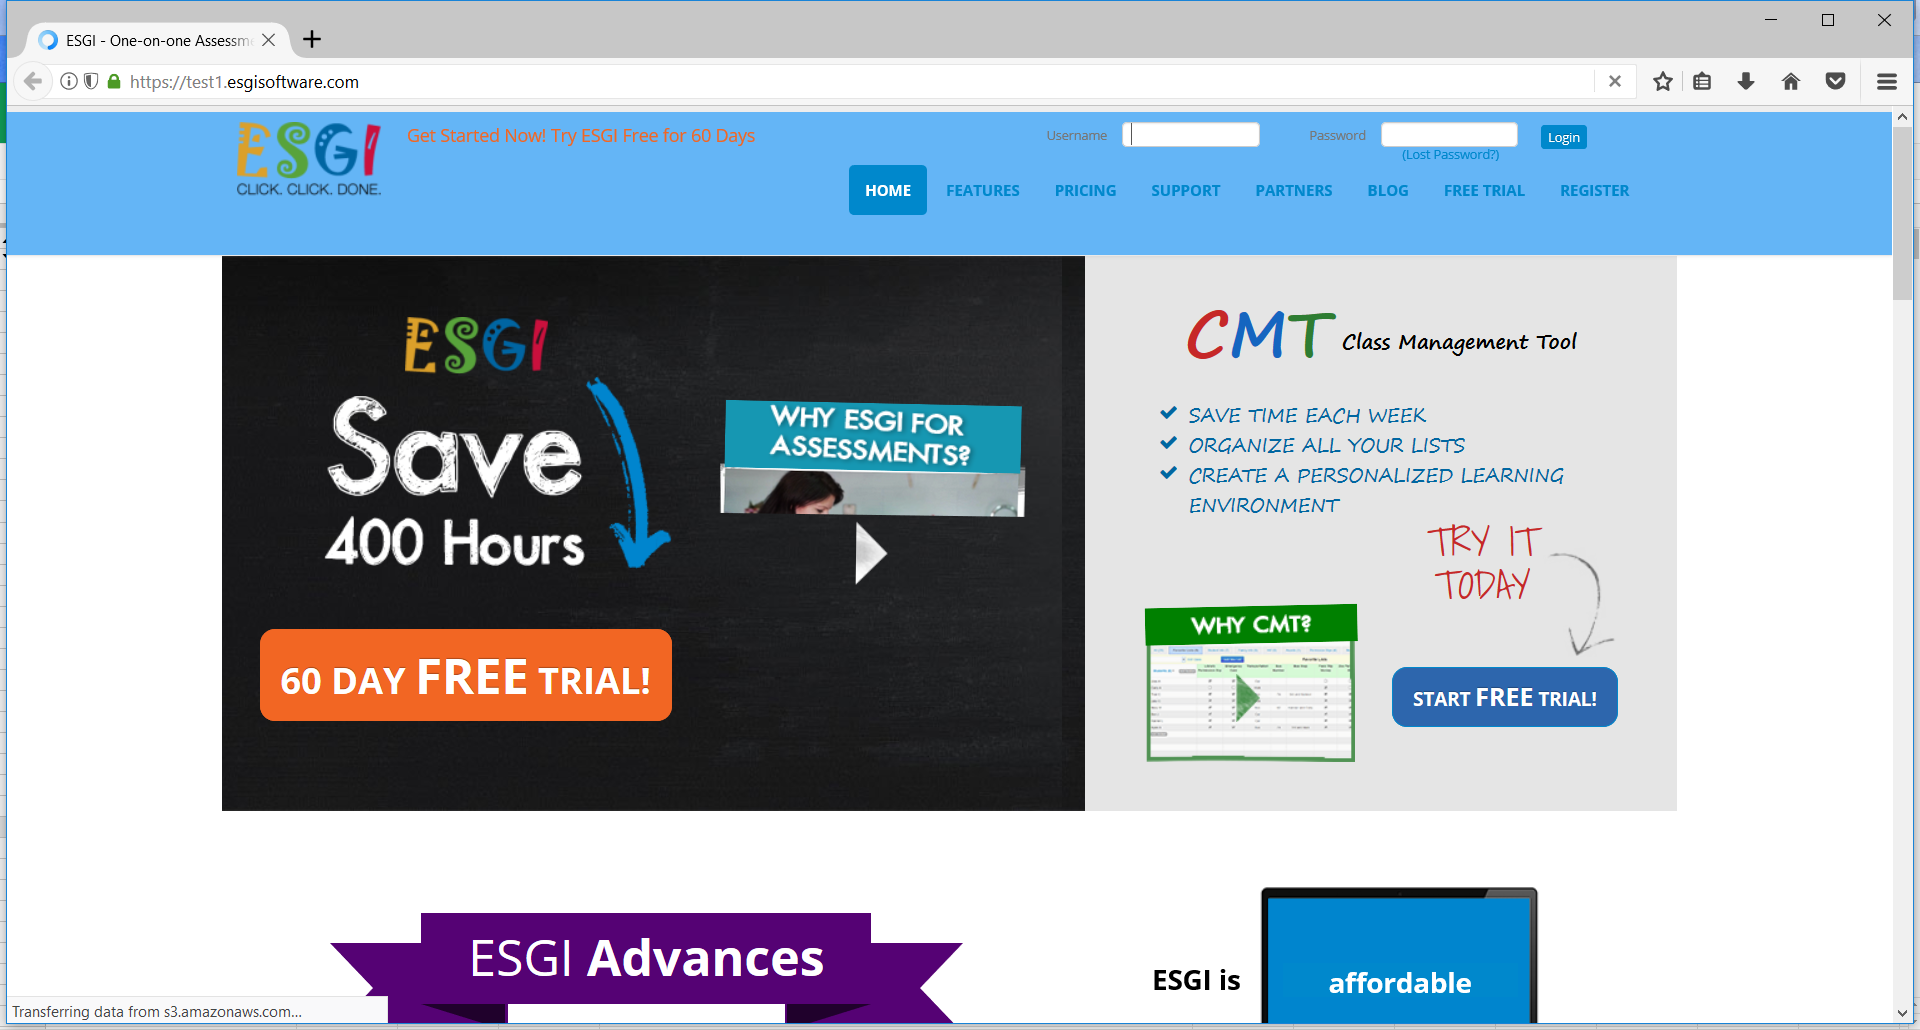 ESGI - One-on-one Assessm
https://test1.esgisoftware.com
ESGI
CLICK. CLICK. DONE.
Get Started Now! Try ESGI Free for 60 Days
Username
Password
Login
(Lost Password?)
HOME FEATURES PRICING SUPPORT PARTNERS BLOG FREE TRIAL REGISTER
ESGI
Save
400 Hours
WHY ESGI FOR
ASSESSMENTS?
60 DAY FREE TRIAL!
CMT Class Management Tool
SAVE TIME EACH WEEK
ORGANIZE ALL YOUR LISTS
CREATE A PERSONALIZED LEARNING
ENVIRONMENT
TRY IT
TODAY
WHY CMT?
START FREE TRIAL!
ESGI Advances
ESGI is
affordable
Transferring data from s3.amazonaws.com...